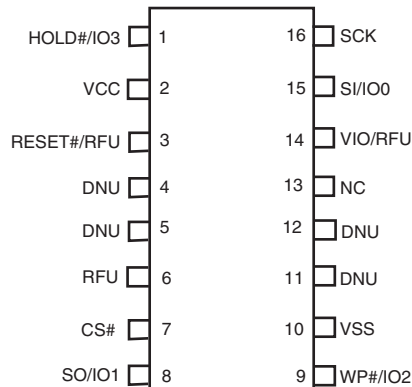 HOLD#/IO3 1 16 SCK
VCC 2 15 SI/IO0
RESET#/RFU 3 14 VIO/RFU
DNU 4 13 NC
DNU 5 12 DNU
RFU 6 11 DNU
CS# 7 10 VSS
SO/IO1 8 9 WP#/IO2